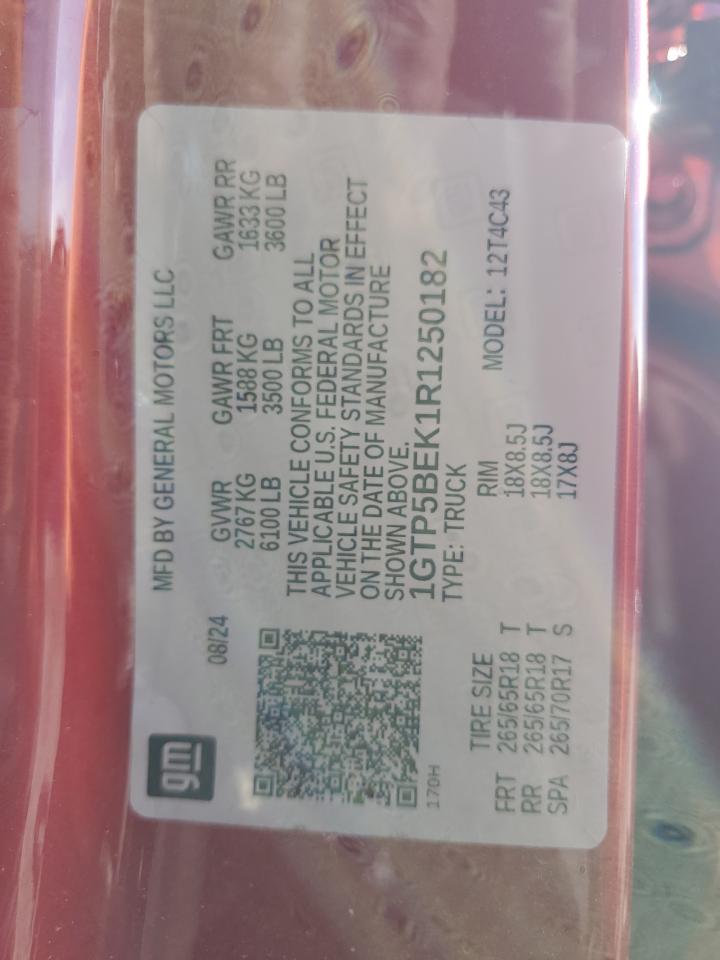 gm
08/24
MFD BY GENERAL MOTORS LLC
GVWR GAWR FRT GAWR RR
2767 KG 1588 KG 1633 KG
6100 LB 3500 LB 3600 LB
THIS VEHICLE CONFORMS TO ALL
APPLICABLE U.S. FEDERAL MOTOR
VEHICLE SAFETY STANDARDS IN EFFECT
ON THE DATE OF MANUFACTURE
SHOWN ABOVE.
1GTP5BEK1R1250182
TYPE: TRUCK MODEL: 12T4C43
170H
TIRE SIZE RIM
FRT 265/65R18 T 18X8.5J
RR 265/65R18 T 18X8.5J
SPA 265/70R17 S 17X8J